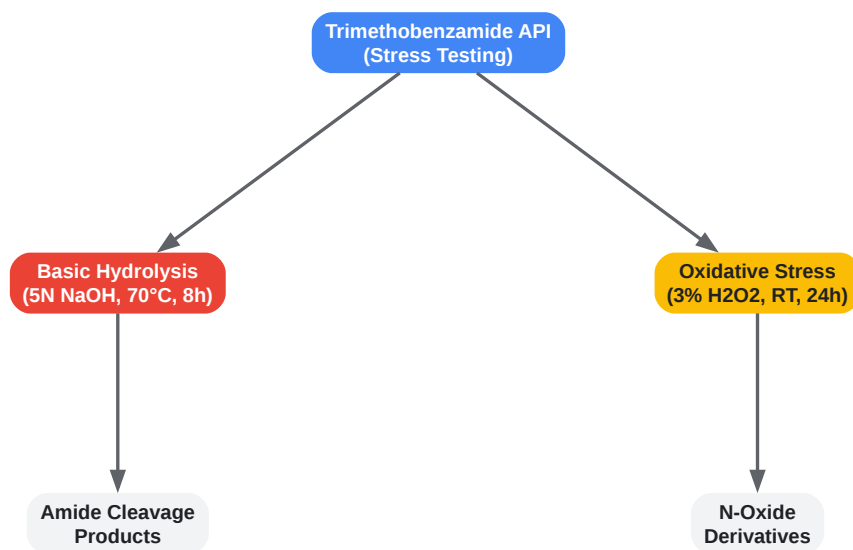 Trimethobenzamide API
(Stress Testing)
Basic Hydrolysis
(5N NaOH, 70°C, 8h)
Oxidative Stress
(3% H2O2, RT, 24h)
Amide Cleavage
Products
N-Oxide
Derivatives